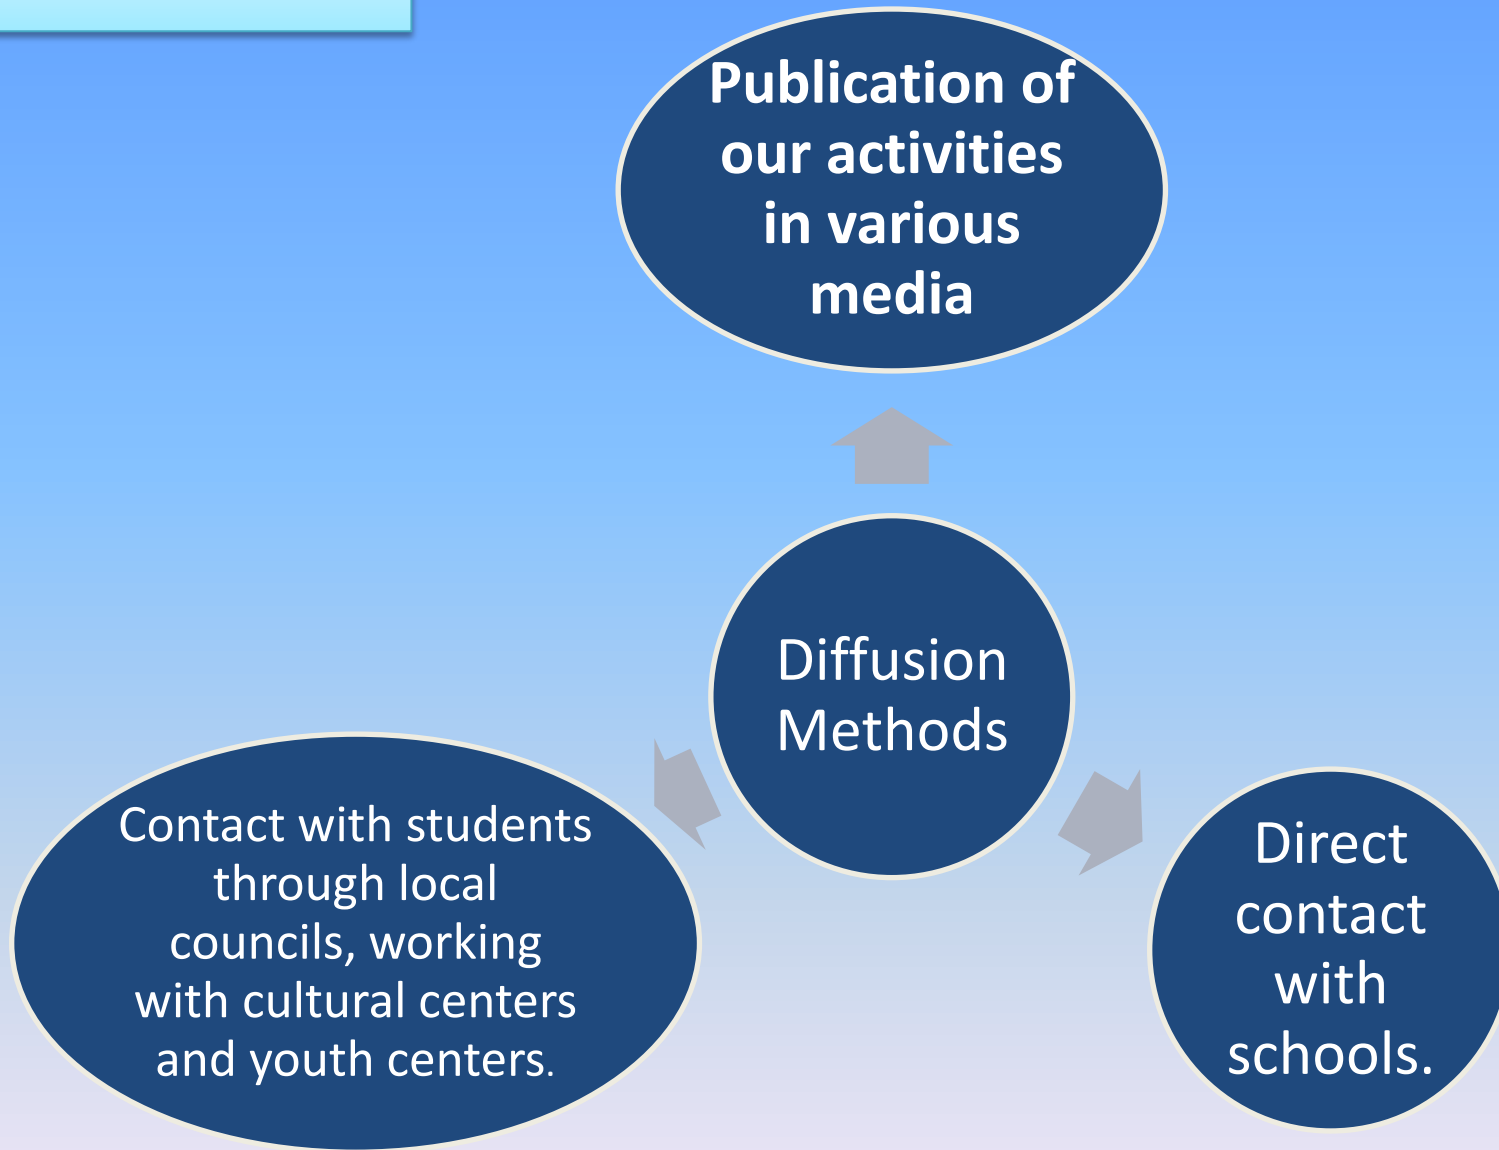 Publication of
our activities
in various
media
Diffusion
Methods
Contact with students
through local
councils, working
with cultural centers
and youth centers.
Direct
contact
with
schools.